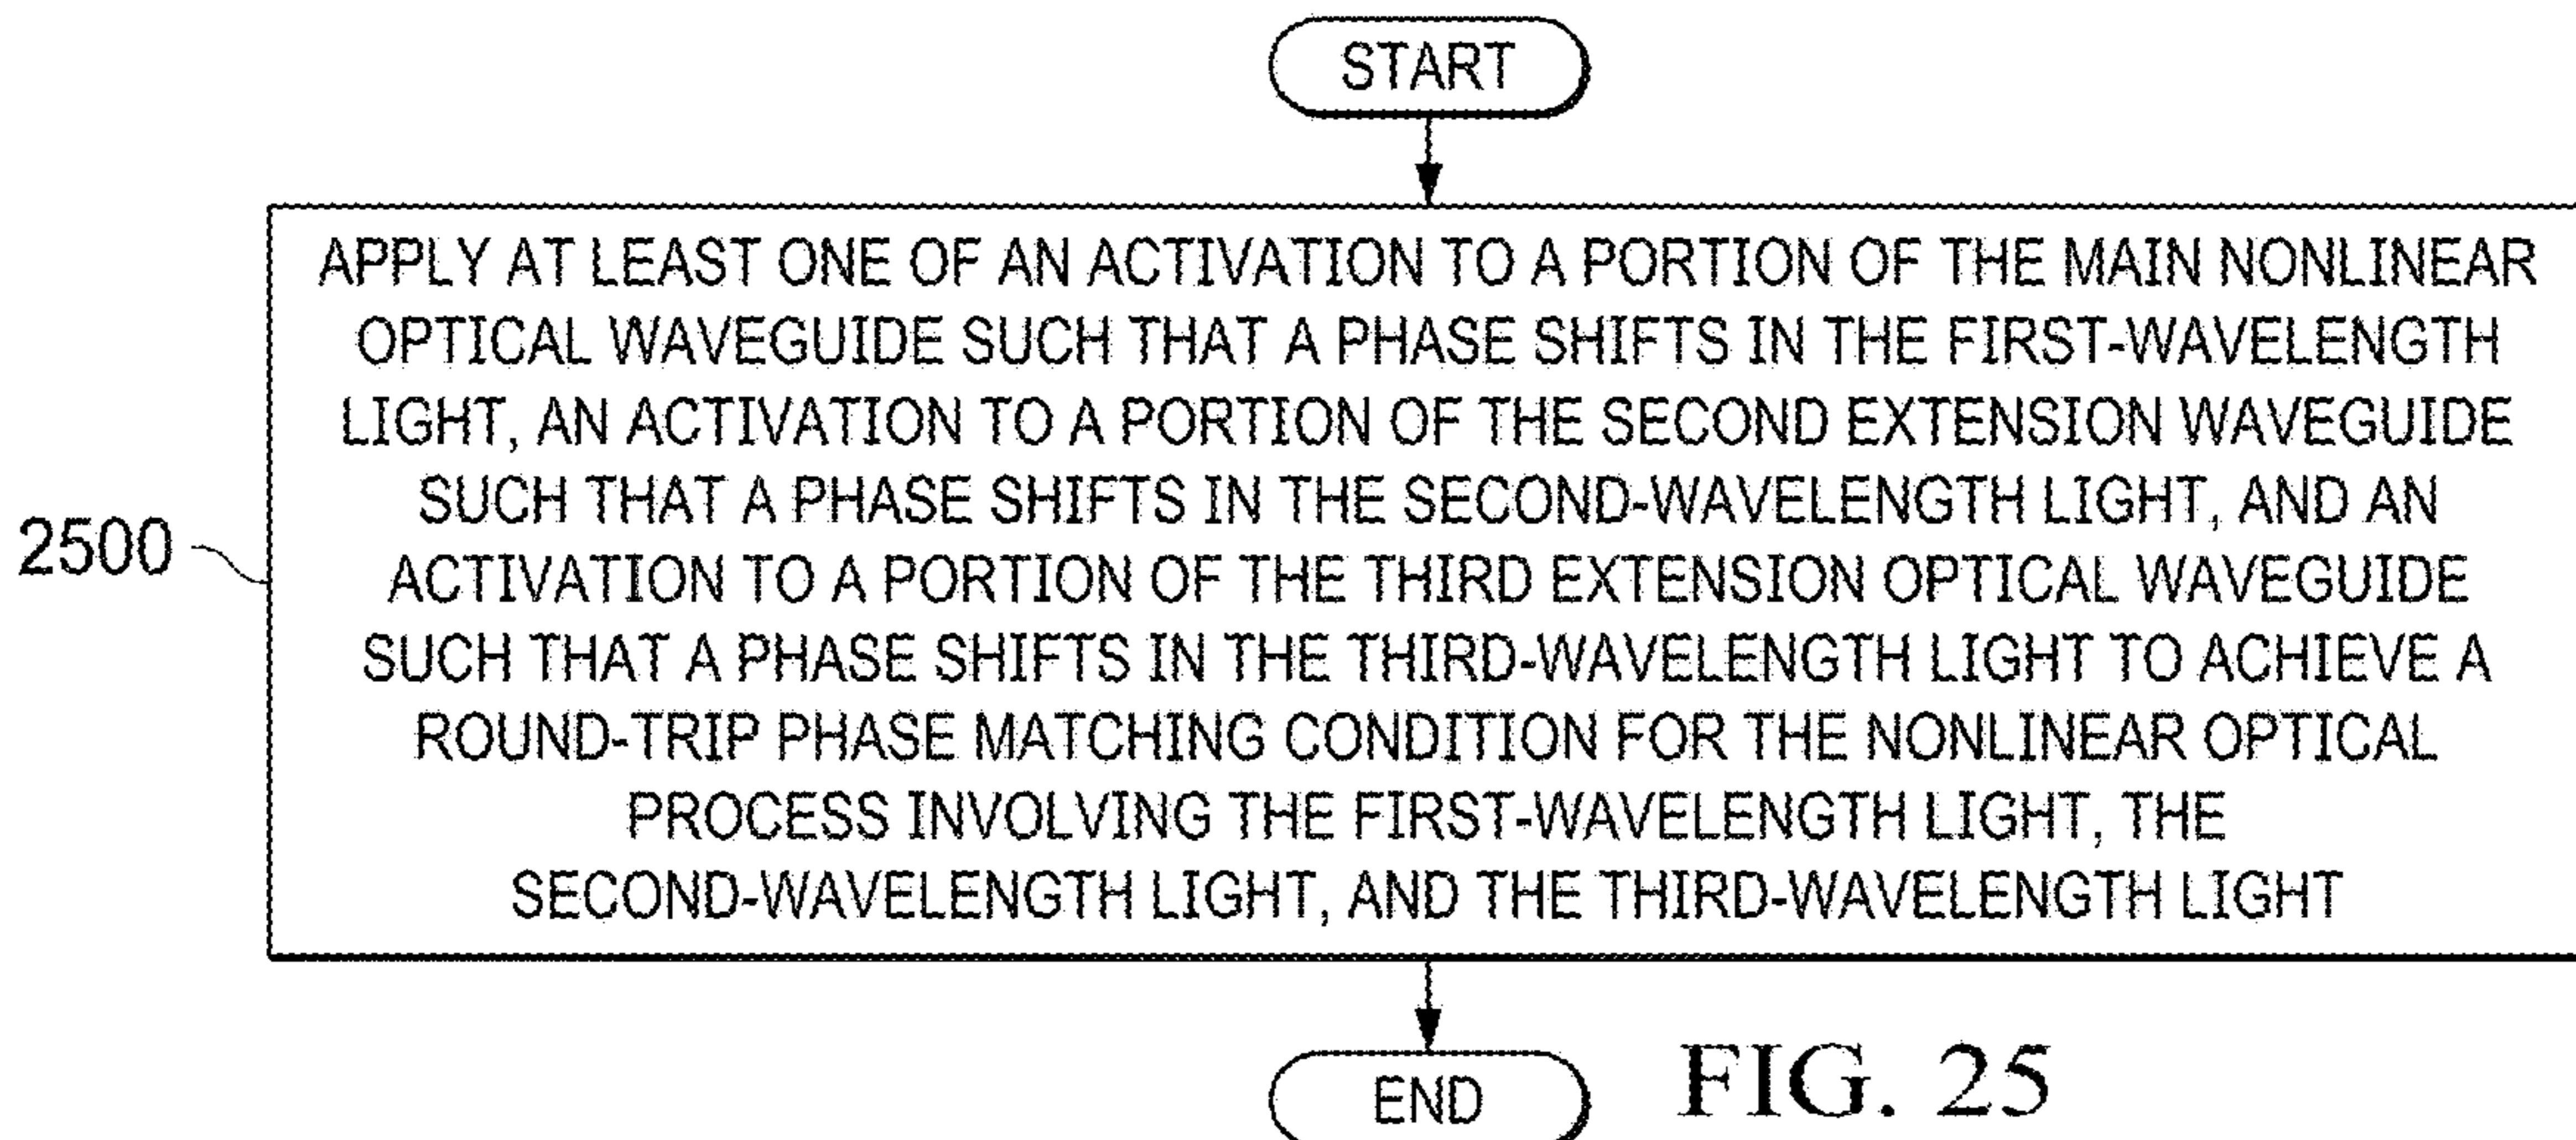 START
APPLY AT LEAST ONE OF AN ACTIVATION TO A PORTION OF THE MAIN NONLINEAR
OPTICAL WAVEGUIDE SUCH THAT A PHASE SHIFTS IN THE FIRST-WAVELENGTH
LIGHT, AN ACTIVATION TO A PORTION OF THE SECOND EXTENSION WAVEGUIDE
SUCH THAT A PHASE SHIFTS IN THE SECOND-WAVELENGTH LIGHT, AND AN
ACTIVATION TO A PORTION OF THE THIRD EXTENSION OPTICAL WAVEGUIDE
SUCH THAT A PHASE SHIFTS IN THE THIRD-WAVELENGTH LIGHT TO ACHIEVE A
ROUND-TRIP PHASE MATCHING CONDITION FOR THE NONLINEAR OPTICAL
PROCESS INVOLVING THE FIRST-WAVELENGTH LIGHT, THE
SECOND-WAVELENGTH LIGHT, AND THE THIRD-WAVELENGTH LIGHT
2500
END
FIG. 25